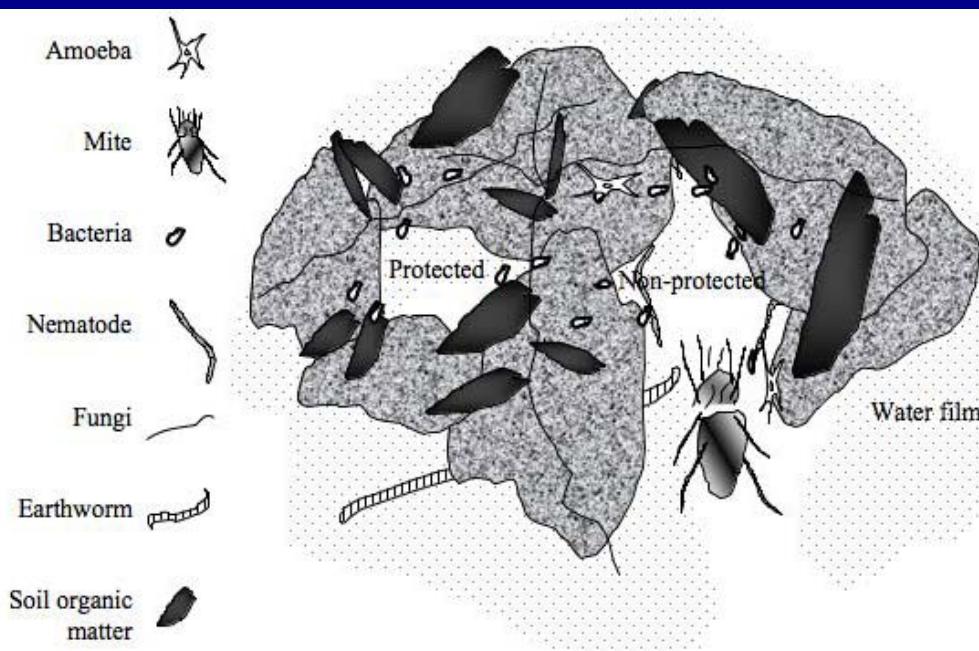 Amoeba
Mite
Bacteria
Nematode
Fungi
Earthworm
Soil organic
matter
Protected
Non-protected
Water film